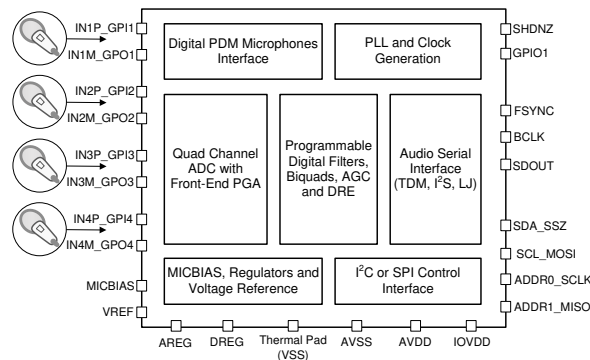 IN1P_GPI1
IN1M_GPO1
IN2P_GPI2
IN2M_GPO2
IN3P_GPI3
IN3M_GPO3
IN4P_GPI4
IN4M_GPO4
MICBIAS
VREF
Digital PDM Microphones
Interface
PLL and Clock
Generation
Quad Channel
ADC with
Front-End PGA
Programmable
Digital Filters,
Biquads, AGC
and DRE
Audio Serial
Interface
(TDM, I²S, LJ)
MICBIAS, Regulators and
Voltage Reference
I²C or SPI Control
Interface
SHDNZ
GPIO1
FSYNC
BCLK
SDOUT
SDA_SSZ
SCL_MOSI
ADDR0_SCLK
ADDR1_MISO
AREG
DREG
Thermal Pad
(VSS)
AVSS
AVDD
IOVDD